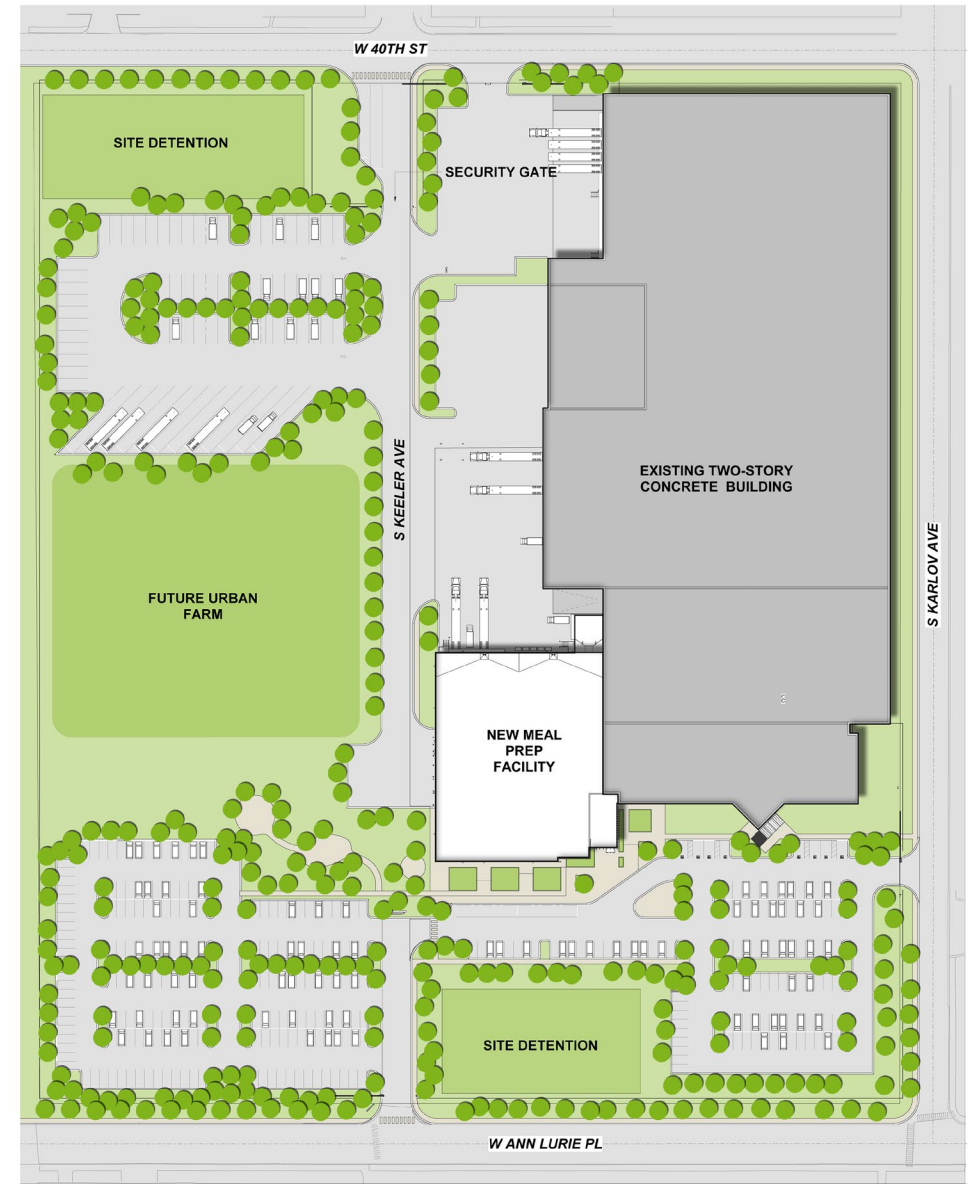 W 40TH ST
SITE DETENTION
SECURITY GATE
S KEELER AVE
EXISTING TWO-STORY
CONCRETE BUILDING
S KARLOV AVE
FUTURE URBAN
FARM
NEW MEAL
PREP
FACILITY
SITE DETENTION
W ANN LURIE PL